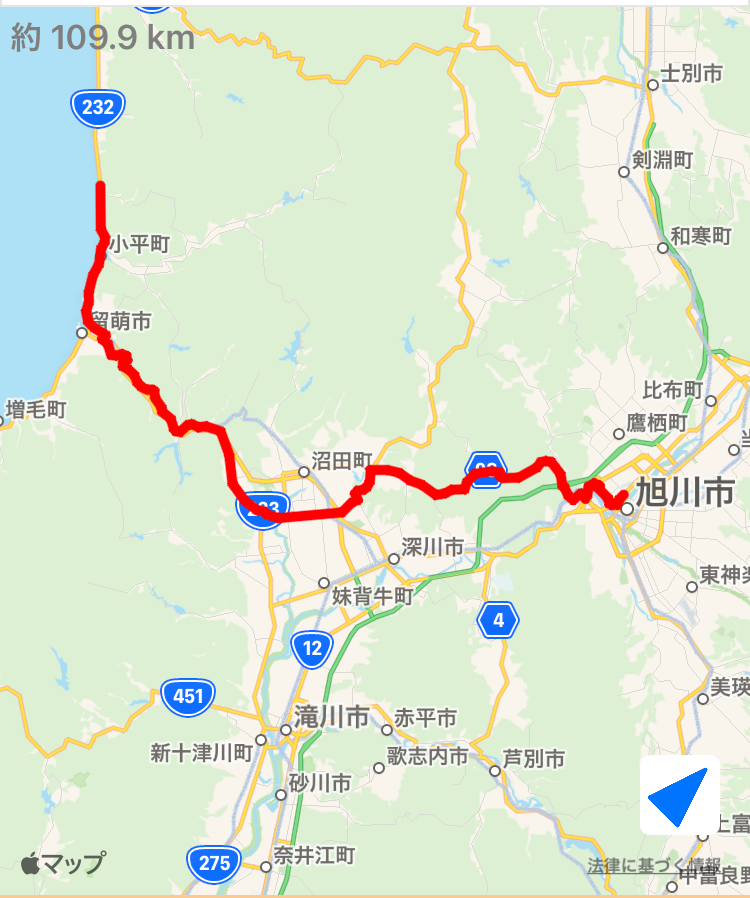 約 109.9 km
士別市
232
剣淵町
和寒町
小平町
留萌市
比布町
増毛町
鷹栖町
沼田町
旭川市
深川市
東神楽
妹背牛町
4
12
美瑛
451
滝川市
赤平市
新十津川町
歌志内市
芦別市
砂川市
上富
奈井江町
275
マップ
法律に基づく情報
中富良野